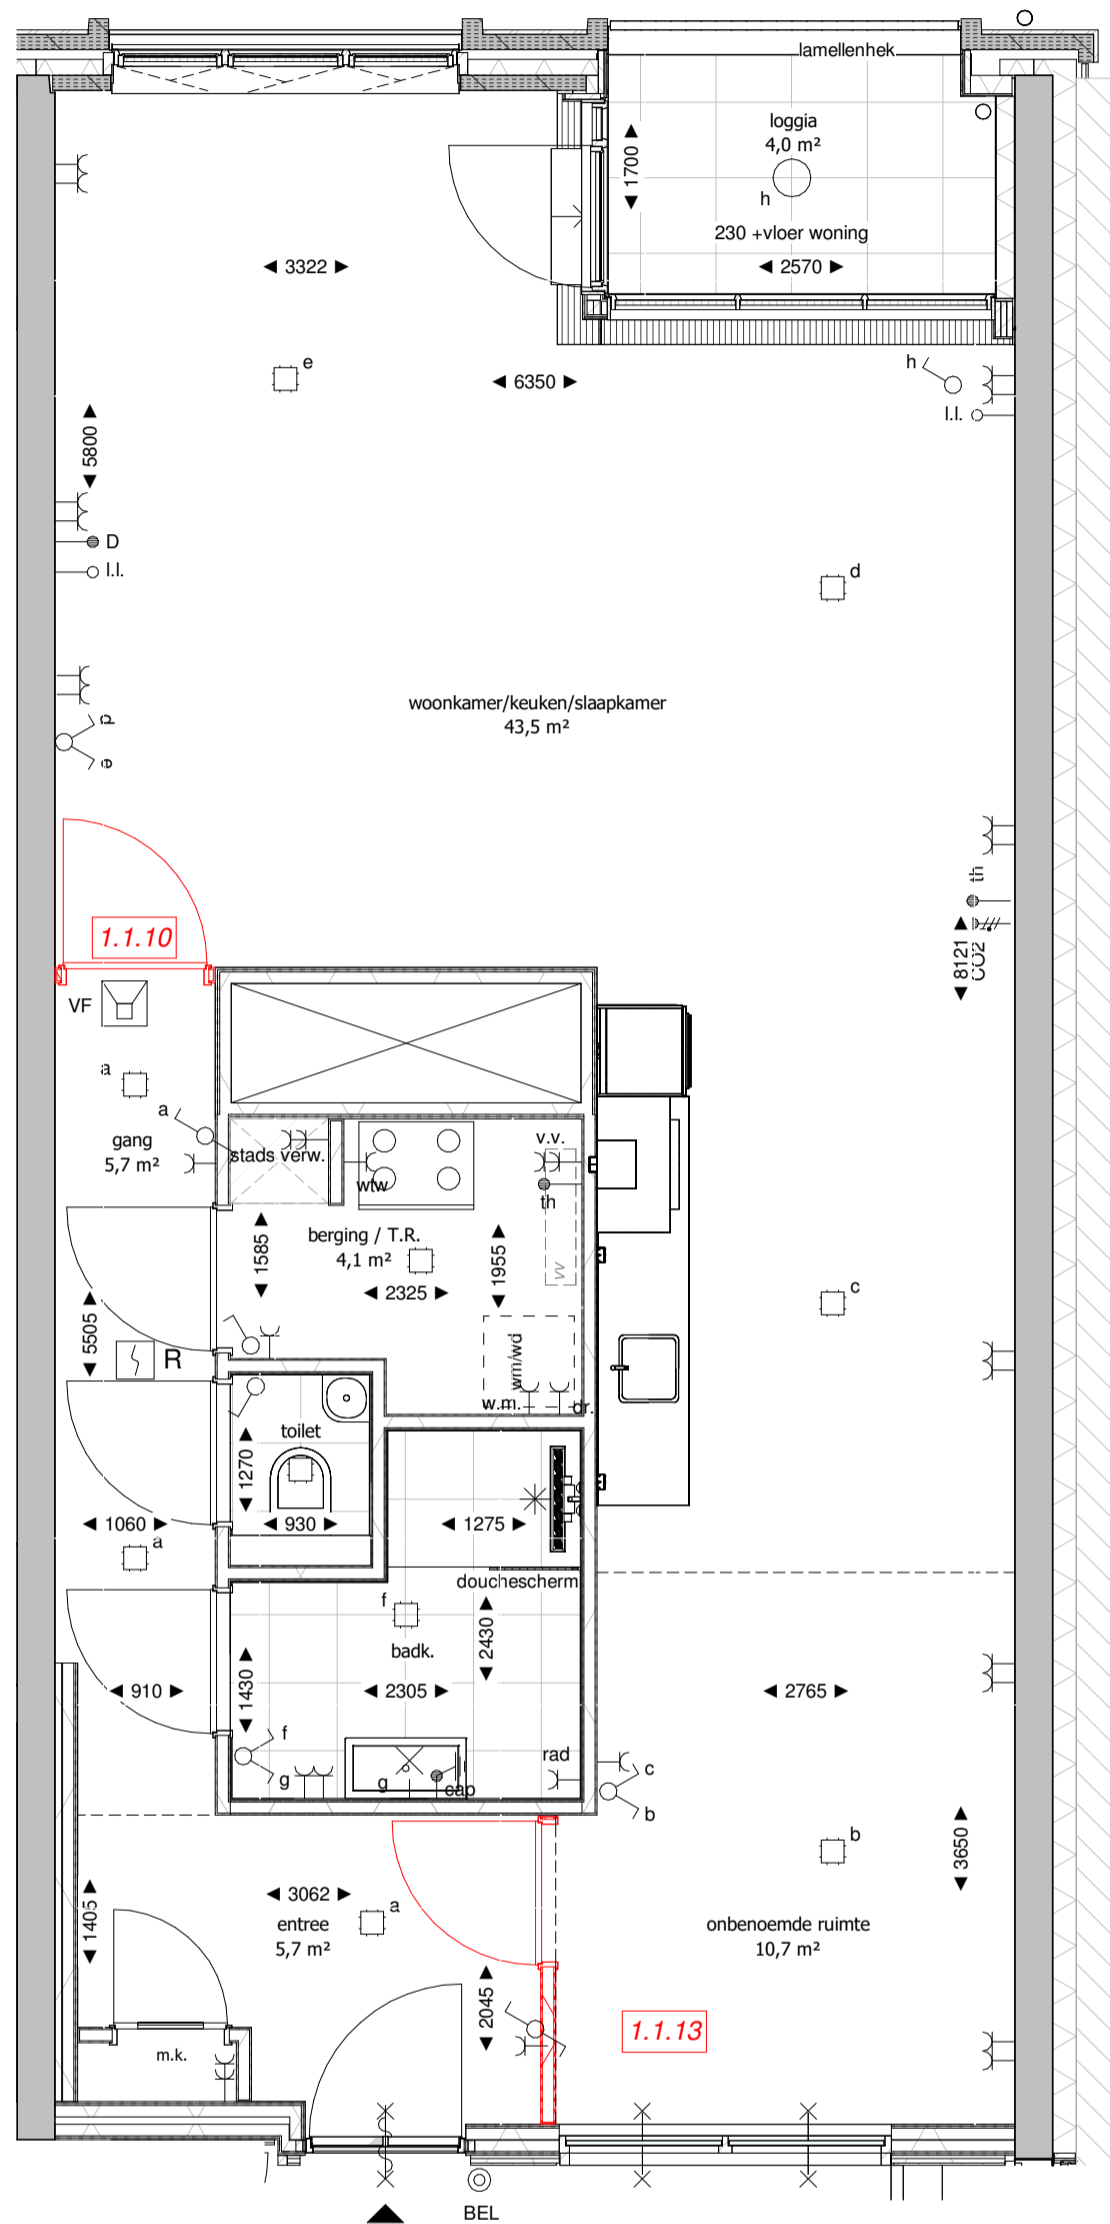 lamellenhek
loggia
4,0 m²
1700
h
230 +vloer woning
2570
3322
e
6350
h
l.l.
5800
D
l.l.
d
woonkamer/keuken/slaapkamer
43,5 m²
d
e
th
8121
CO2
1.1.10
VF
a
a
gang
5,7 m²
stads verw.
wtw
v.v.
th
berging / T.R.
4,1 m²
1585
1955
vv
2325
c
5505
R
wm/wd
w.m.
dr.
toilet
1270
1060
930
1275
a
douchescherm
f
2430
badk.
910
1430
2305
2765
f
g
g
cap
rad
c
b
b
3650
3062
a
1405
entree
5,7 m²
onbenoemde ruimte
10,7 m²
2045
1.1.13
m.k.
BEL